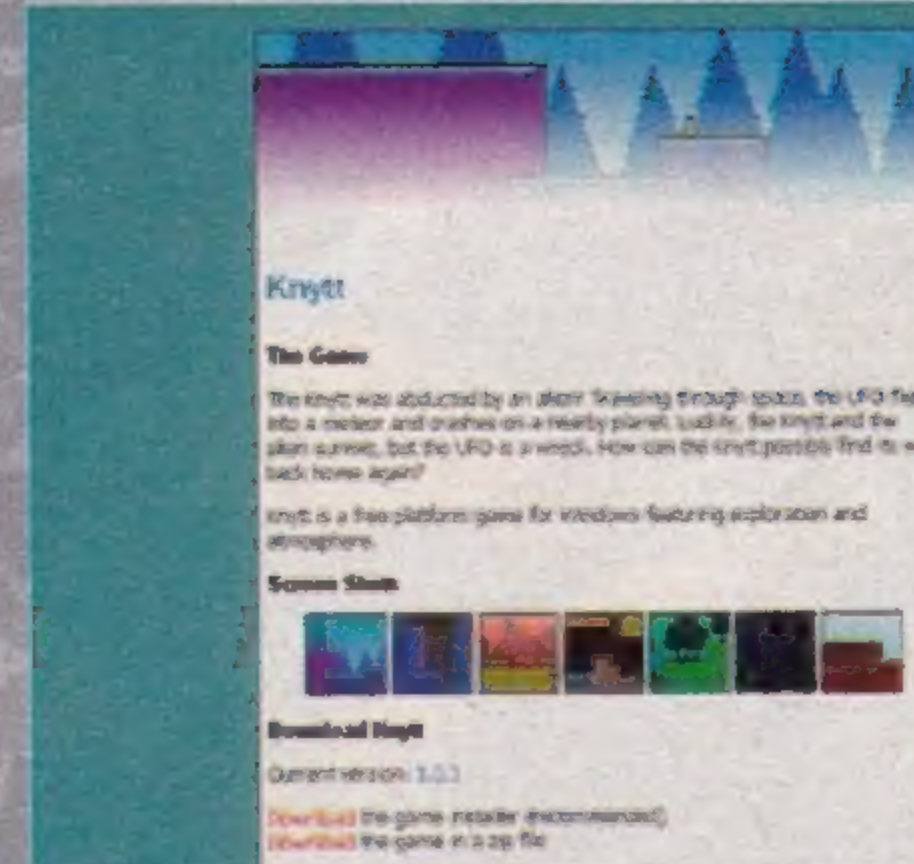 Knytt
The Game
The Knytt was abducted by an alien. Speeding through space, the UFO
into a meteor and crashes on a nearby planet. Luckily, the Knytt and the
alien survive, but the UFO is a wreck. How can the Knytt possibly find its
back home again?
Knytt is a free platform game for windows featuring exploration and
atmosphere.
Screen Shots
Download Knytt
Current version:
Download the game installer (recommended)
Download the game in a zip file